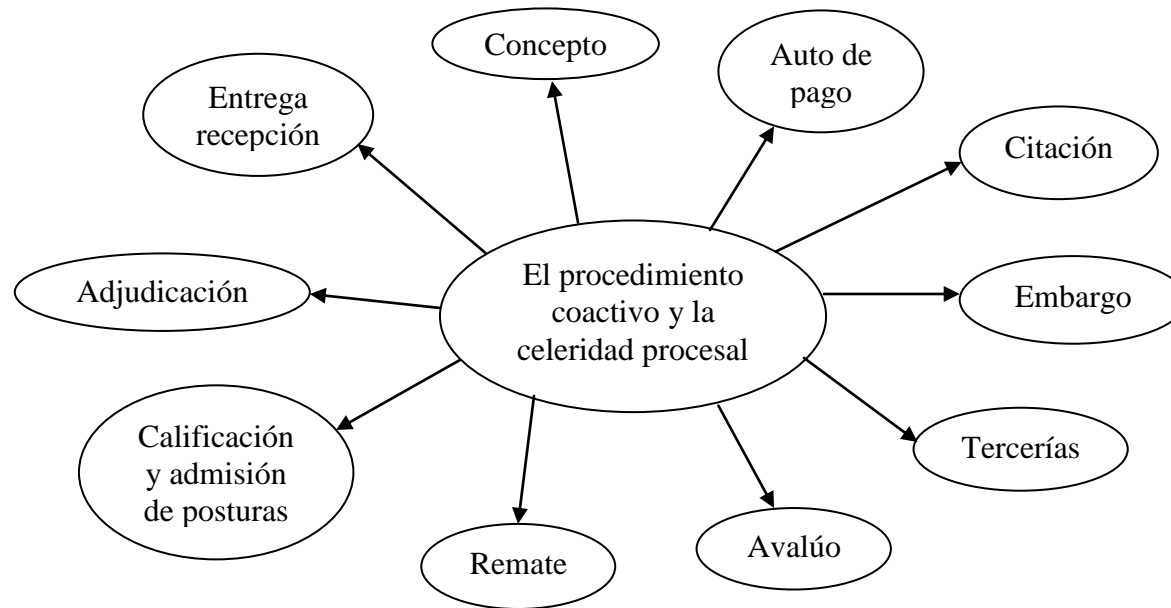 Concepto
Auto de
pago
Citación
Embargo
Tercerías
Avalúo
Remate
Calificación
y admisión
de posturas
Adjudicación
Entrega
recepción
El procedimiento
coactivo y la
celeridad procesal